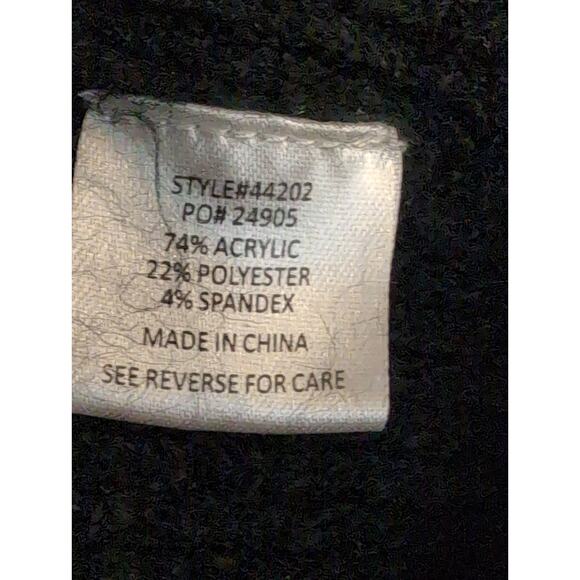 STYLE#44202
PO# 24905
74% ACRYLIC
22% POLYESTER
4% SPANDEX
MADE IN CHINA
SEE REVERSE FOR CARE